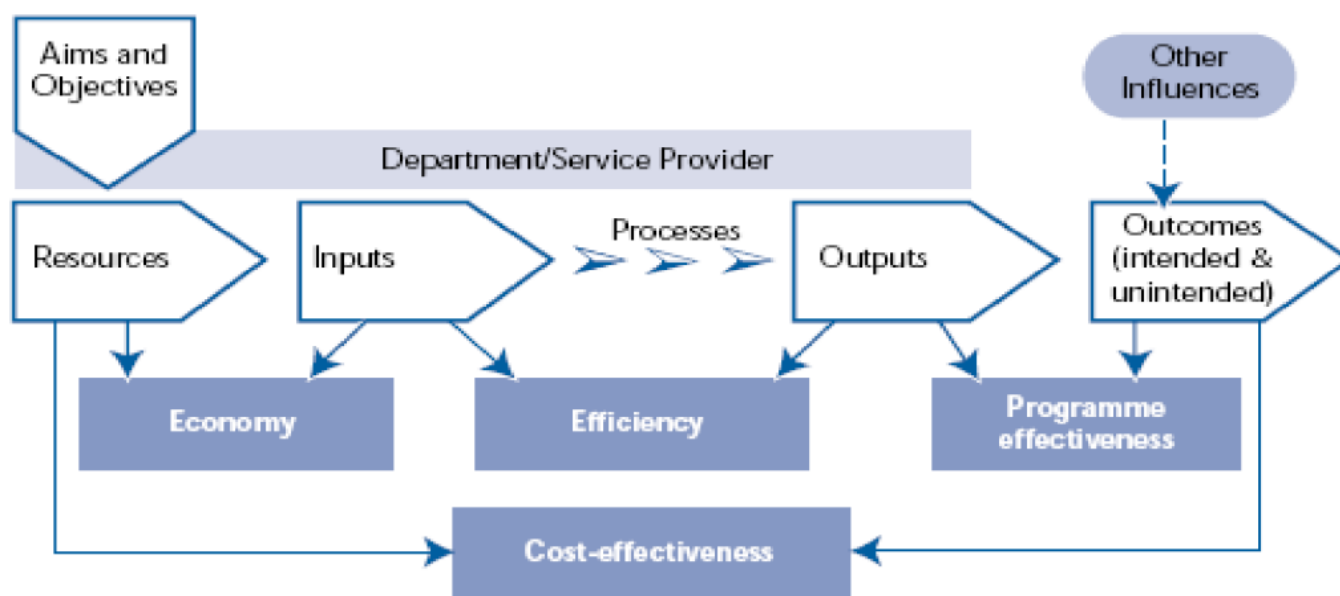 Aims and
Objectives
Other
Influences
Department/Service Provider
Resources
Inputs
Processes
Outputs
Outcomes
(intended &
unintended)
Economy
Efficiency
Programme
effectiveness
Cost-effectiveness